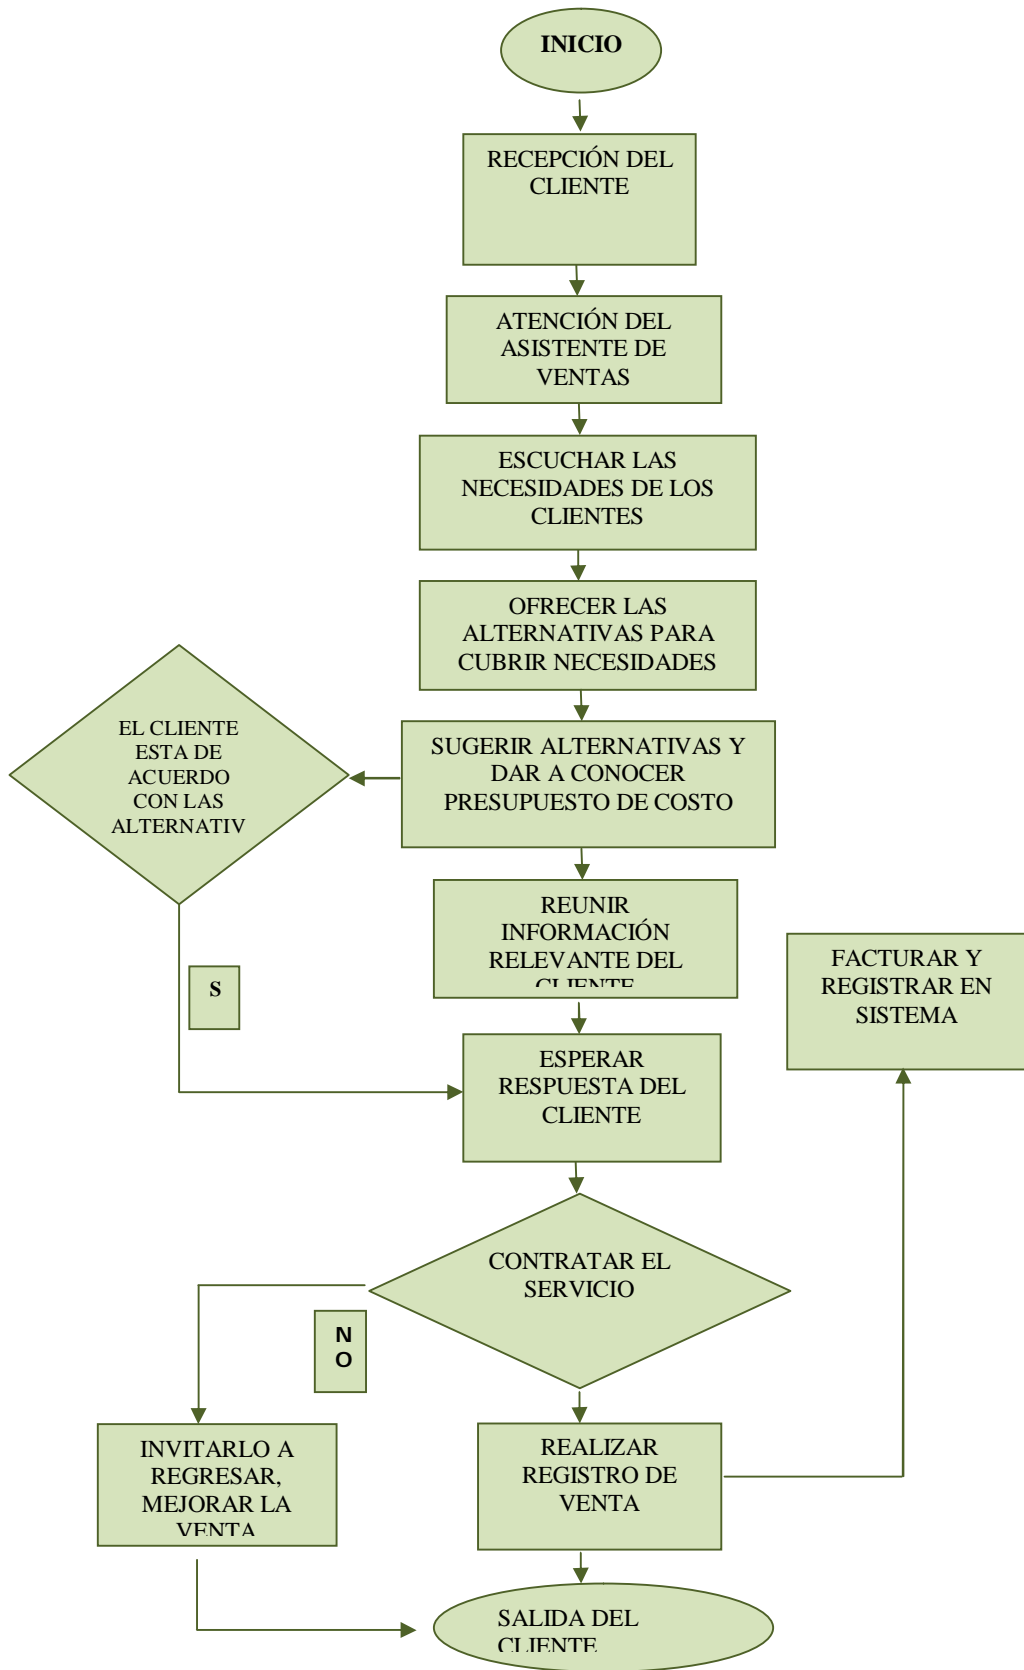 INICIO
RECEPCIÓN DEL
CLIENTE
ATENCIÓN DEL
ASISTENTE DE
VENTAS
ESCUCHAR LAS
NECESIDADES DE LOS
CLIENTES
OFRECER LAS
ALTERNATIVAS PARA
CUBRIR NECESIDADES
EL CLIENTE
ESTA DE
ACUERDO
CON LAS
ALTERNATIV
SUGERIR ALTERNATIVAS Y
DAR A CONOCER
PRESUPUESTO DE COSTO
REUNIR
INFORMACIÓN
RELEVANTE DEL
CLIENTE
FACTURAR Y
REGISTRAR EN
SISTEMA
S
ESPERAR
RESPUESTA DEL
CLIENTE
CONTRATAR EL
SERVICIO
N
O
INVITARLO A
REGRESAR,
MEJORAR LA
VENTA
REALIZAR
REGISTRO DE
VENTA
SALIDA DEL
CLIENTE